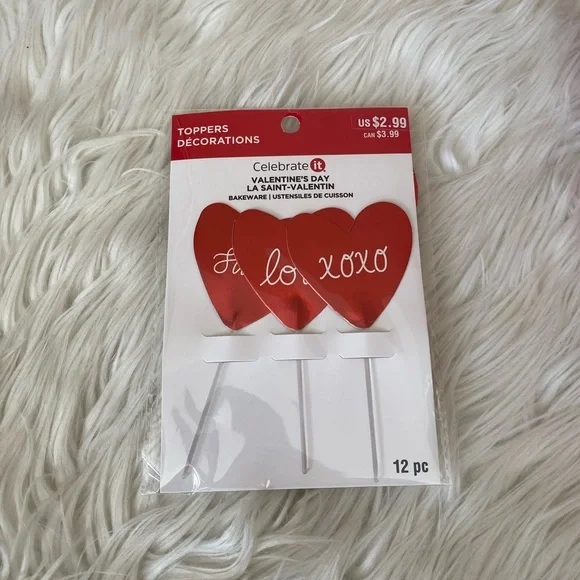 TOPPERS
DÉCORATIONS
US $2.99
CAN $3.99
Celebrate it
VALENTINE'S DAY
LA SAINT-VALENTIN
BAKEWARE | USTENSILES DE CUISSON
xoxo
12 pc